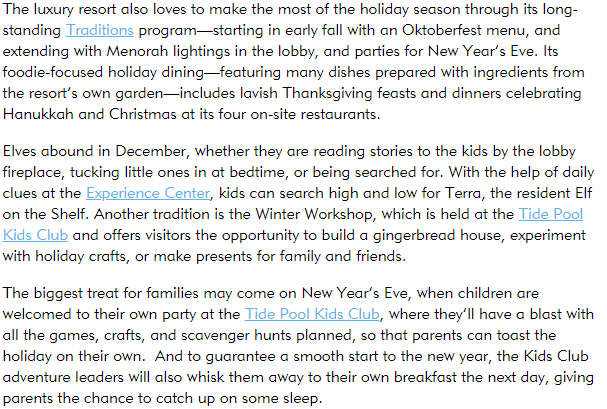 The luxury resort also loves to make the most of the holiday season through its long-
standing Traditions program—starting in early fall with an Oktoberfest menu, and
extending with Menorah lightings in the lobby, and parties for New Year's Eve. Its
foodie-focused holiday dining—featuring many dishes prepared with ingredients from
the resort's own garden—includes lavish Thanksgiving feasts and dinners celebrating
Hanukkah and Christmas at its four on-site restaurants.
Elves abound in December, whether they are reading stories to the kids by the lobby
fireplace, tucking little ones in at bedtime, or being searched for. With the help of daily
clues at the Experience Center, kids can search high and low for Terra, the resident Elf
on the Shelf. Another tradition is the Winter Workshop, which is held at the Tide Pool
Kids Club and offers visitors the opportunity to build a gingerbread house, experiment
with holiday crafts, or make presents for family and friends.
The biggest treat for families may come on New Year's Eve, when children are
welcomed to their own party at the Tide Pool Kids Club, where they'll have a blast with
all the games, crafts, and scavenger hunts planned, so that parents can toast the
holiday on their own.  And to guarantee a smooth start to the new year, the Kids Club
adventure leaders will also whisk them away to their own breakfast the next day, giving
parents the chance to catch up on some sleep.